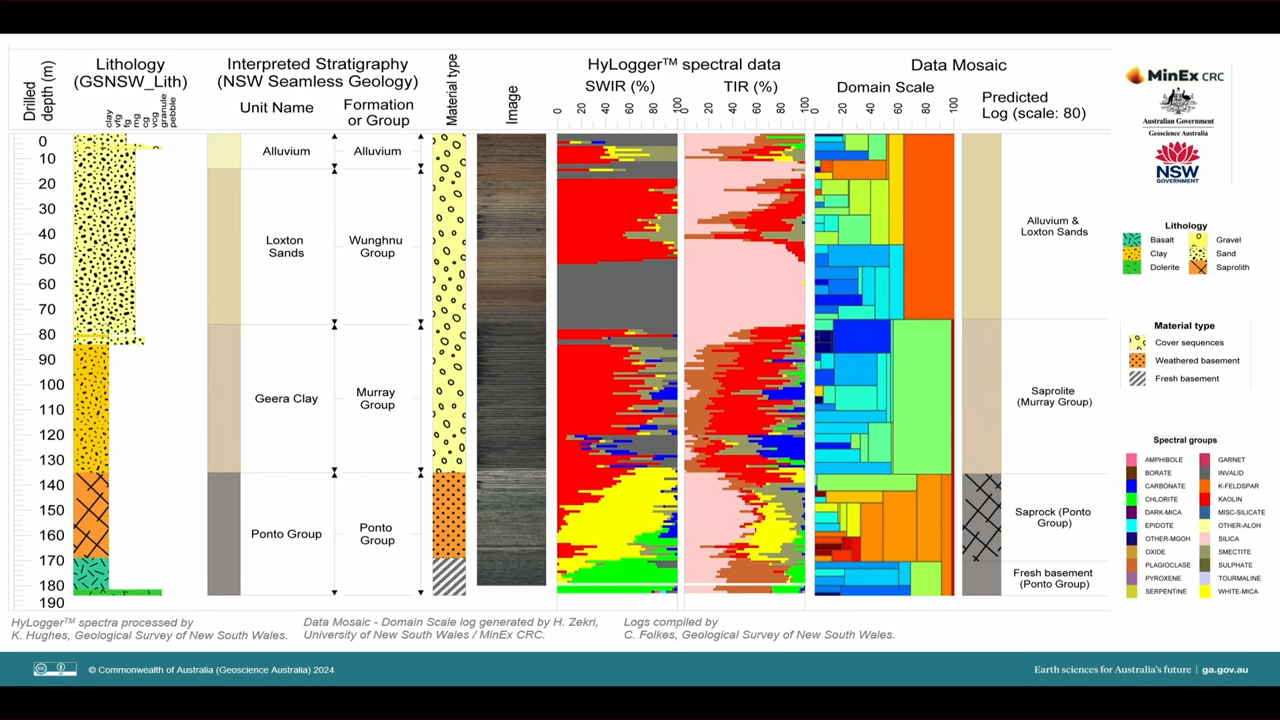 Drilled
depth (m)
Lithology
(GSNSW_Lith)
clay
vfg
fg
mg
cg
vcg
granule
pebble
Interpreted Stratigraphy
(NSW Seamless Geology)
Unit Name
Formation
or Group
Material type
Image
HyLogger™ spectral data
SWIR (%)
0 20 40 60 80 100
TIR (%)
0 20 40 60 80 100
Data Mosaic
Domain Scale
0 20 40 60 80 100
Predicted
Log (scale: 80)
0
10
20
30
40
50
60
70
80
90
100
110
120
130
140
150
160
170
180
190
Alluvium
Alluvium
Loxton
Sands
Wunghnu
Group
Geera Clay
Murray
Group
Ponto Group
Ponto
Group
Alluvium &
Loxton Sands
Saprolite
(Murray Group)
Saprock (Ponto
Group)
Fresh basement
(Ponto Group)
MinEx CRC
Australian Government
Geoscience Australia
NSW
GOVERNMENT
Lithology
Basalt
Gravel
Clay
Sand
Dolerite
Saprolith
Material type
Cover sequences
Weathered basement
Fresh basement
Spectral groups
AMPHIBOLE
GARNET
BORATE
INVALID
CARBONATE
K-FELDSPAR
CHLORITE
KAOLIN
DARK-MICA
MISC-SILICATE
EPIDOTE
OTHER-ALOH
OTHER-MGOH
SILICA
OXIDE
SMECTITE
PLAGIOCLASE
SULPHATE
PYROXENE
TOURMALINE
SERPENTINE
WHITE-MICA
HyLogger™ spectra processed by
K. Hughes, Geological Survey of New South Wales.
Data Mosaic - Domain Scale log generated by H. Zekri,
University of New South Wales / MinEx CRC.
Logs compiled by
C. Folkes, Geological Survey of New South Wales.
© Commonwealth of Australia (Geoscience Australia) 2024
Earth sciences for Australia's future | ga.gov.au